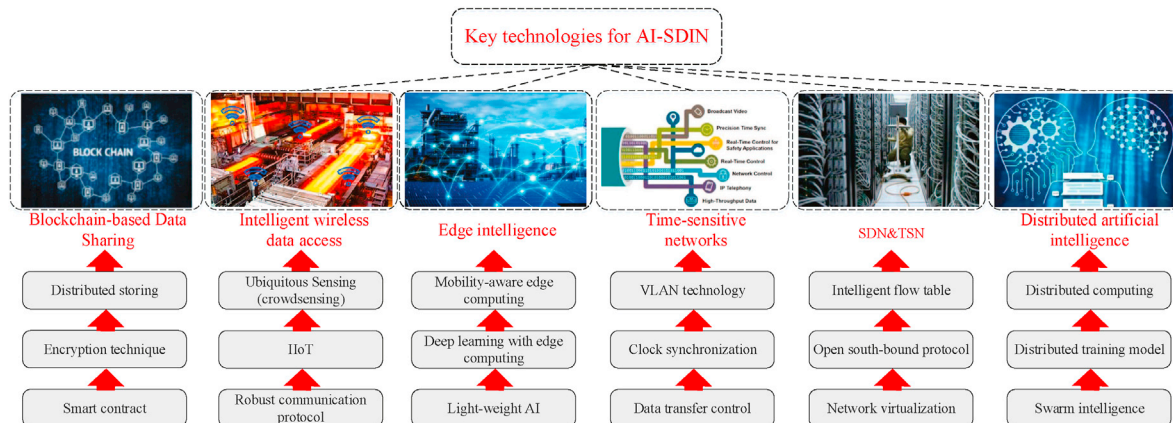 Key technologies for AI-SDIN
BLOCK CHAIN
Broadcast Video
Precision Time Sync
Real-Time Control for
Safety Applications
Real-Time Control
Network Control
IP Telephony
High-Throughput Data
Blockchain-based Data
Sharing
Intelligent wireless
data access
Edge intelligence
Time-sensitive
networks
SDN&TSN
Distributed artificial
intelligence
Distributed storing
Ubiquitous Sensing
(crowdsensing)
Mobility-aware edge
computing
VLAN technology
Intelligent flow table
Distributed computing
Encryption technique
IIoT
Deep learning with edge
computing
Clock synchronization
Open south-bound protocol
Distributed training model
Smart contract
Robust communication
protocol
Light-weight AI
Data transfer control
Network virtualization
Swarm intelligence